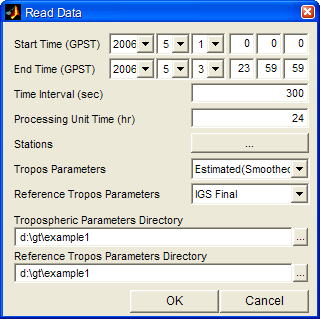 Read Data
Start Time (GPST) 2006 5 1 0 0 0
End Time (GPST) 2006 5 3 23 59 59
Time Interval (sec) 300
Processing Unit Time (hr) 24
Stations ...
Tropos Parameters Estimated(Smoothed
Reference Tropos Parameters IGS Final
Tropospheric Parameters Directory
d:\gt\example1 ...
Reference Tropos Parameters Directory
d:\gt\example1 ...
OK Cancel